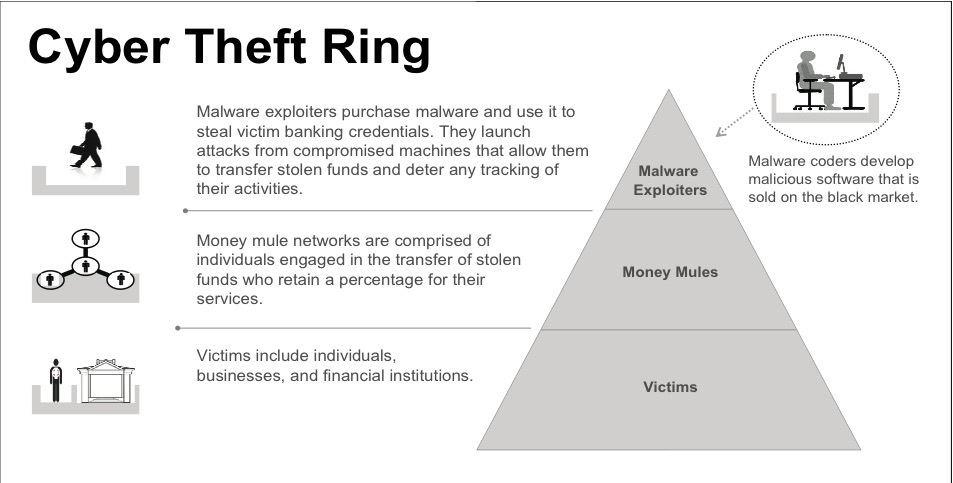 Cyber Theft Ring
Malware exploiters purchase malware and use it to
steal victim banking credentials. They launch
attacks from compromised machines that allow them
to transfer stolen funds and deter any tracking of
their activities.
Money mule networks are comprised of
individuals engaged in the transfer of stolen
funds who retain a percentage for their
services.
Victims include individuals,
businesses, and financial institutions.
Malware
Exploiters
Money Mules
Victims
Malware coders develop
malicious software that is
sold on the black market.